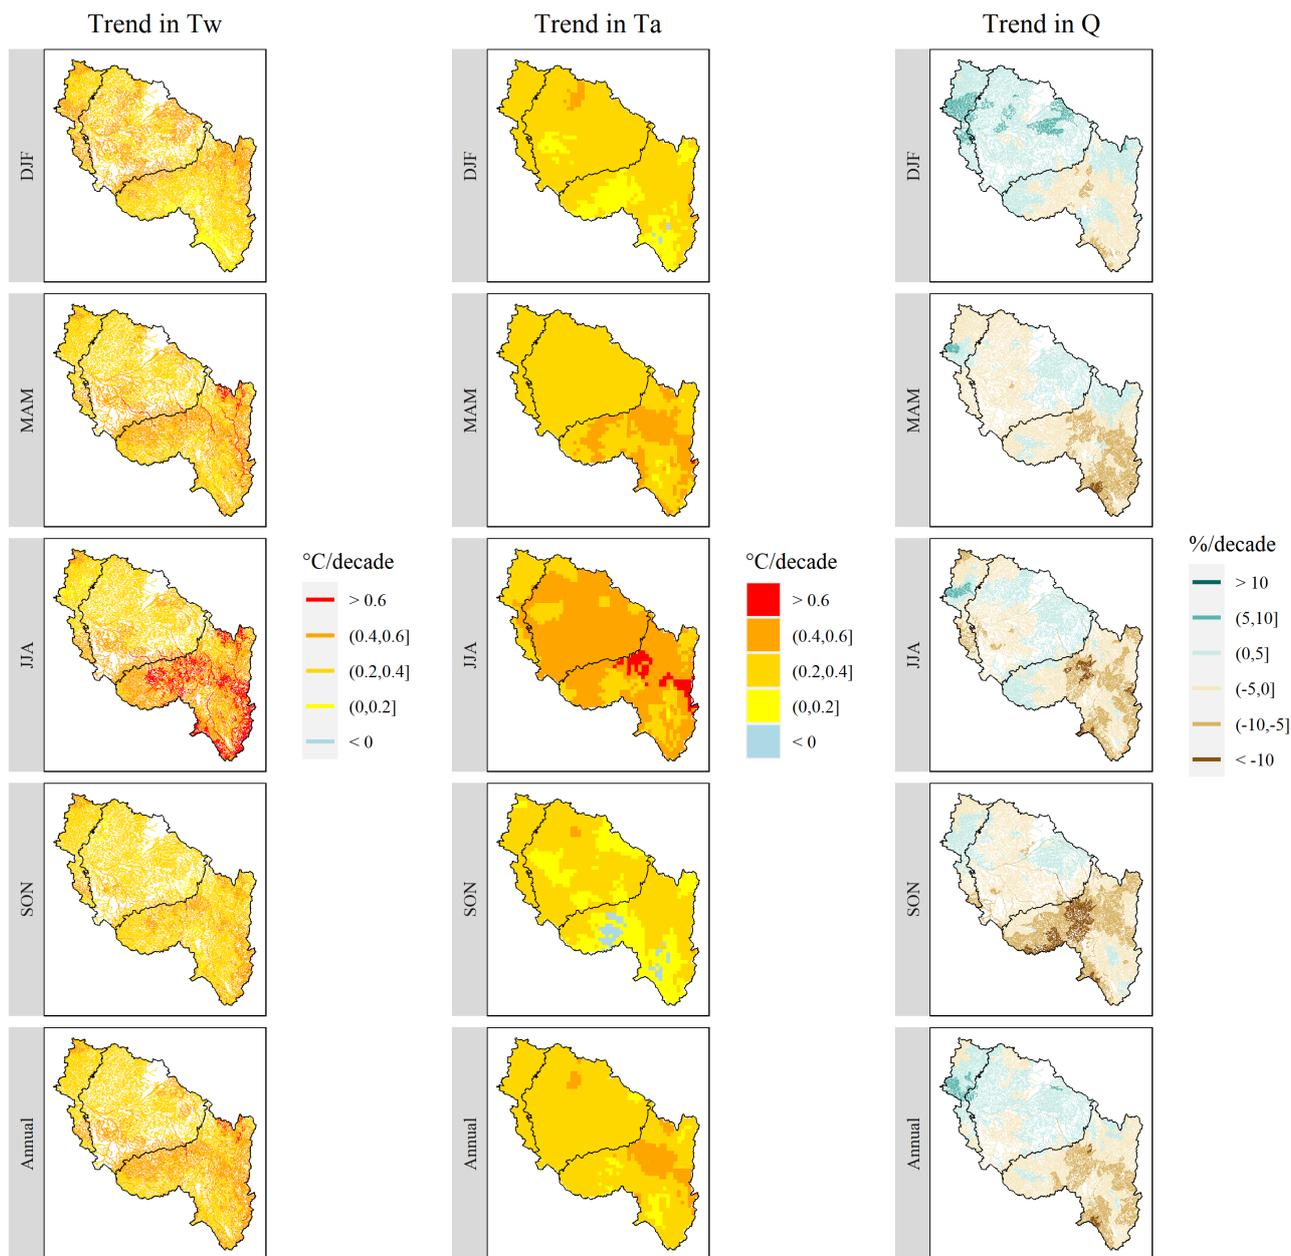 Trend in Tw
Trend in Ta
Trend in Q
DJF
DJF
DJF
MAM
MAM
MAM
JJA
JJA
JJA
°C/decade
> 0.6
(0.4,0.6]
(0.2,0.4]
(0,0.2]
< 0
°C/decade
> 0.6
(0.4,0.6]
(0.2,0.4]
(0,0.2]
< 0
%/decade
> 10
(5,10]
(0,5]
(-5,0]
(-10,-5]
< -10
SON
SON
SON
Annual
Annual
Annual